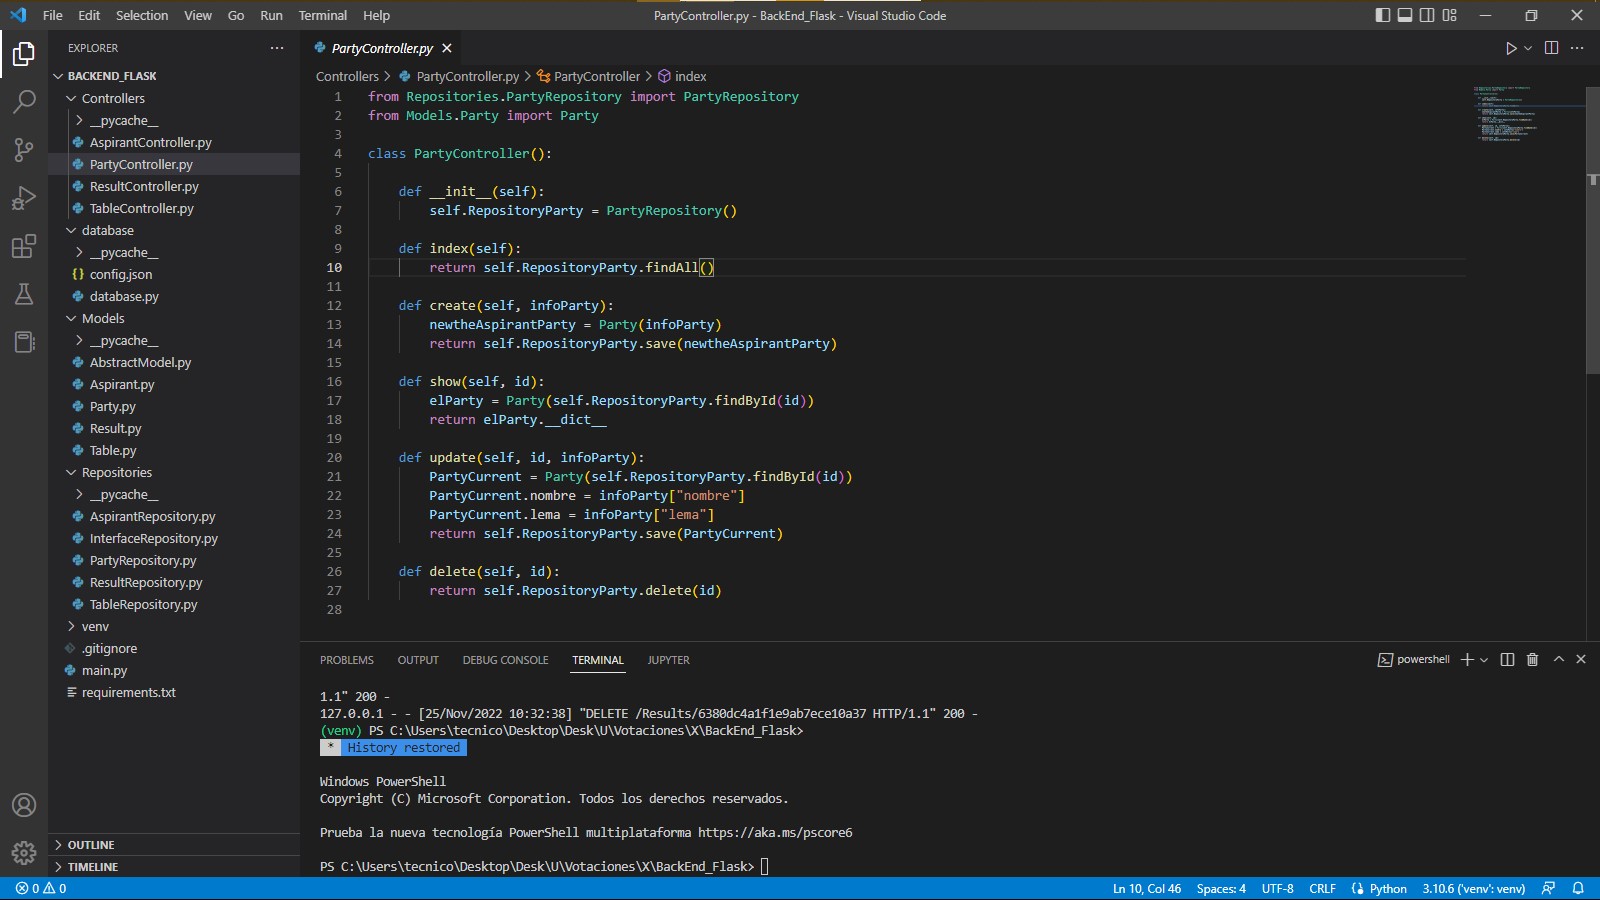 File Edit Selection View Go Run Terminal Help
PartyController.py - BackEnd_Flask - Visual Studio Code
EXPLORER
BACKEND_FLASK
Controllers
__pycache__
AspirantController.py
PartyController.py
ResultController.py
TableController.py
database
__pycache__
config.json
database.py
Models
__pycache__
AbstractModel.py
Aspirant.py
Party.py
Result.py
Table.py
Repositories
__pycache__
AspirantRepository.py
InterfaceRepository.py
PartyRepository.py
ResultRepository.py
TableRepository.py
venv
.gitignore
main.py
requirements.txt
OUTLINE
TIMELINE
PartyController.py
Controllers > PartyController.py > PartyController > index
1 from Repositories.PartyRepository import PartyRepository
2 from Models.Party import Party
3
4 class PartyController():
5
6     def __init__(self):
7         self.RepositoryParty = PartyRepository()
8
9     def index(self):
10         return self.RepositoryParty.findAll()
11
12     def create(self, infoParty):
13         newtheAspirantParty = Party(infoParty)
14         return self.RepositoryParty.save(newtheAspirantParty)
15
16     def show(self, id):
17         elParty = Party(self.RepositoryParty.findById(id))
18         return elParty.__dict__
19
20     def update(self, id, infoParty):
21         PartyCurrent = Party(self.RepositoryParty.findById(id))
22         PartyCurrent.nombre = infoParty["nombre"]
23         PartyCurrent.lema = infoParty["lema"]
24         return self.RepositoryParty.save(PartyCurrent)
25
26     def delete(self, id):
27         return self.RepositoryParty.delete(id)
28
PROBLEMS OUTPUT DEBUG CONSOLE TERMINAL JUPYTER
powershell
1.1" 200 -
127.0.0.1 - - [25/Nov/2022 10:32:38] "DELETE /Results/6380dc4a1f1e9ab7ece10a37 HTTP/1.1" 200 -
(venv) PS C:\Users\tecnico\Desktop\Desk\U\Votaciones\X\BackEnd_Flask>
* History restored
Windows PowerShell
Copyright (C) Microsoft Corporation. Todos los derechos reservados.
Prueba la nueva tecnología PowerShell multiplataforma https://aka.ms/pscore6
PS C:\Users\tecnico\Desktop\Desk\U\Votaciones\X\BackEnd_Flask>
0 0
Ln 10, Col 46 Spaces: 4 UTF-8 CRLF Python 3.10.6 ('venv': venv)